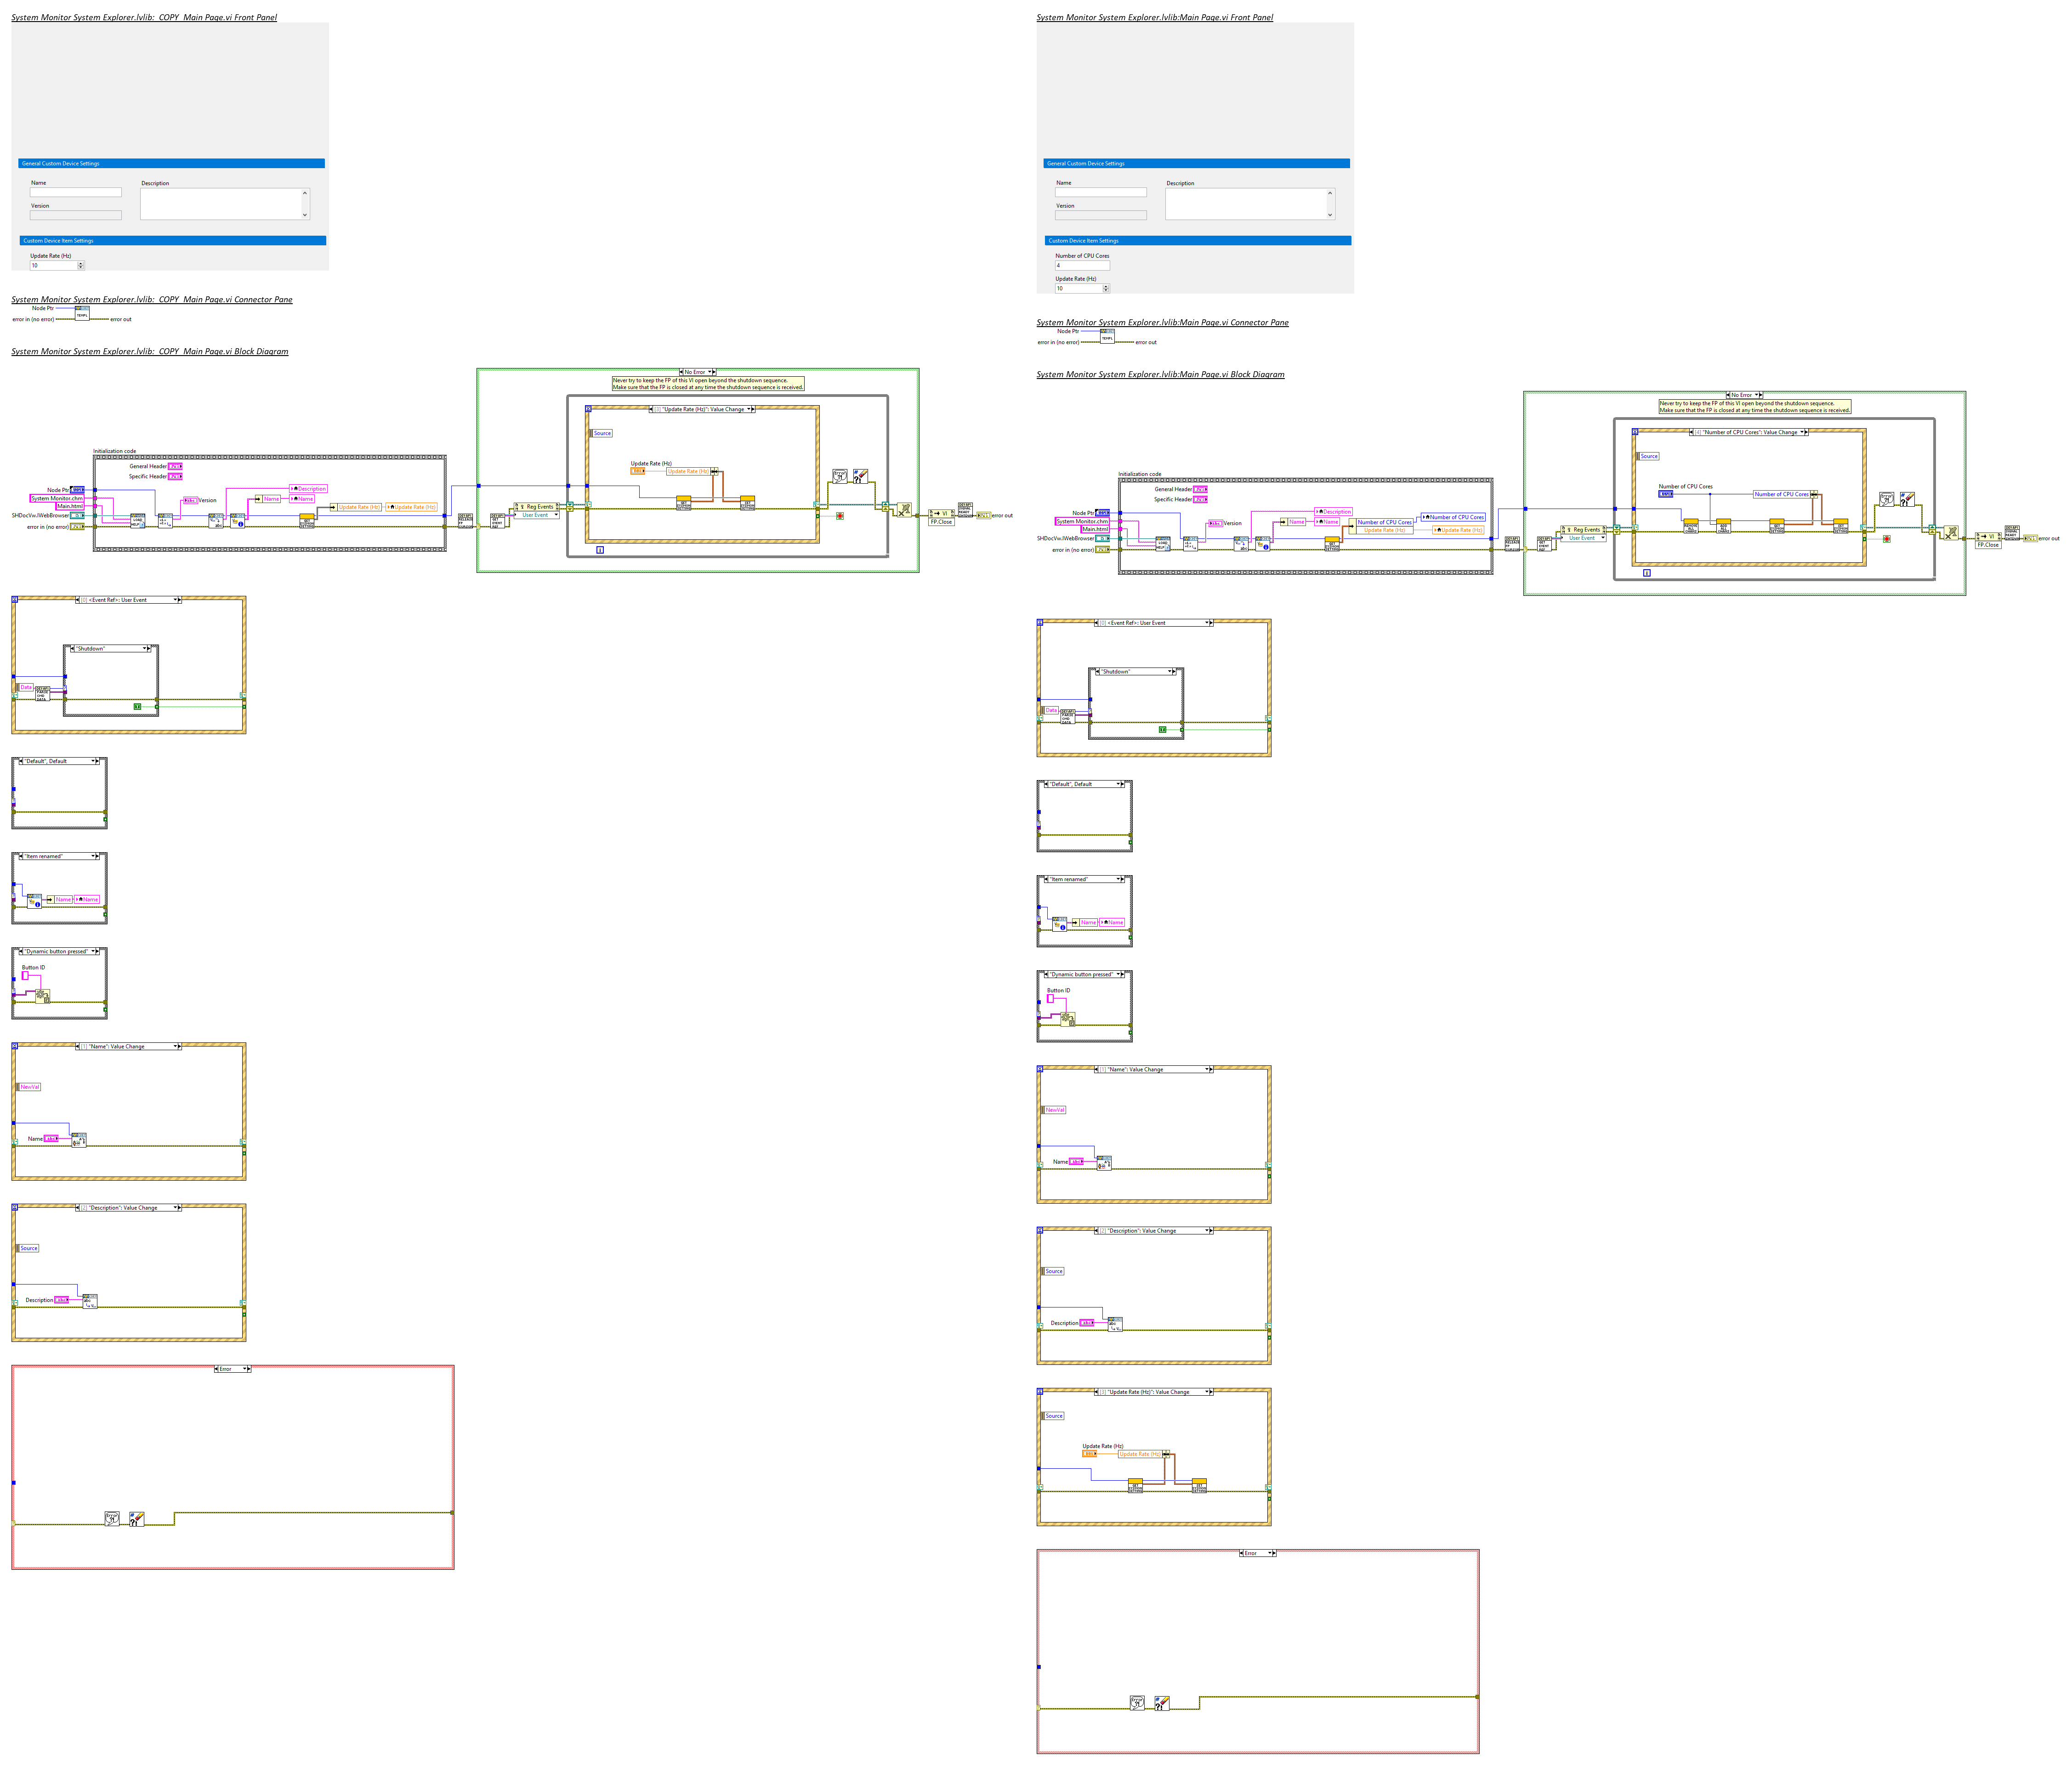 System Monitor System Explorer.lvlib:_COPY_Main Page.vi Front Panel
General Custom Device Settings
Name
Description
Version
Custom Device Item Settings
Update Rate (Hz)
10
System Monitor System Explorer.lvlib:_COPY_Main Page.vi Connector Pane
Node Ptr
error in (no error)
error out
System Monitor System Explorer.lvlib:_COPY_Main Page.vi Block Diagram
No Error
Never try to keep the FP of this VI open beyond the shutdown sequence.
Make sure that the FP is closed at any time the shutdown sequence is received.
[3] "Update Rate (Hz)": Value Change
Source
Update Rate (Hz)
Update Rate (Hz)
Initialization code
General Header
Specific Header
Node Ptr
System Monitor.chm
Main.html
SHDocVw.IWebBrowser
error in (no error)
Version
Description
Name
Name
Update Rate (Hz)
Update Rate (Hz)
Reg Events
User Event
VI
FP.Close
error out
[0] <Event Ref>: User Event
"Shutdown"
Data
"Default", Default
"Item renamed"
Name
Name
"Dynamic button pressed"
Button ID
[1] "Name": Value Change
NewVal
Name
[2] "Description": Value Change
Source
Description
Error
System Monitor System Explorer.lvlib:Main Page.vi Front Panel
General Custom Device Settings
Name
Description
Version
Custom Device Item Settings
Number of CPU Cores
4
Update Rate (Hz)
10
System Monitor System Explorer.lvlib:Main Page.vi Connector Pane
Node Ptr
error in (no error)
error out
System Monitor System Explorer.lvlib:Main Page.vi Block Diagram
No Error
Never try to keep the FP of this VI open beyond the shutdown sequence.
Make sure that the FP is closed at any time the shutdown sequence is received.
[4] "Number of CPU Cores": Value Change
Source
Number of CPU Cores
Number of CPU Cores
Initialization code
General Header
Specific Header
Node Ptr
System Monitor.chm
Main.html
SHDocVw.IWebBrowser
error in (no error)
Version
Description
Name
Name
Number of CPU Cores
Update Rate (Hz)
Number of CPU Cores
Update Rate (Hz)
Reg Events
User Event
VI
FP.Close
error out
[0] <Event Ref>: User Event
"Shutdown"
Data
"Default", Default
"Item renamed"
Name
Name
"Dynamic button pressed"
Button ID
[1] "Name": Value Change
NewVal
Name
[2] "Description": Value Change
Source
Description
[3] "Update Rate (Hz)": Value Change
Source
Update Rate (Hz)
Update Rate (Hz)
Error